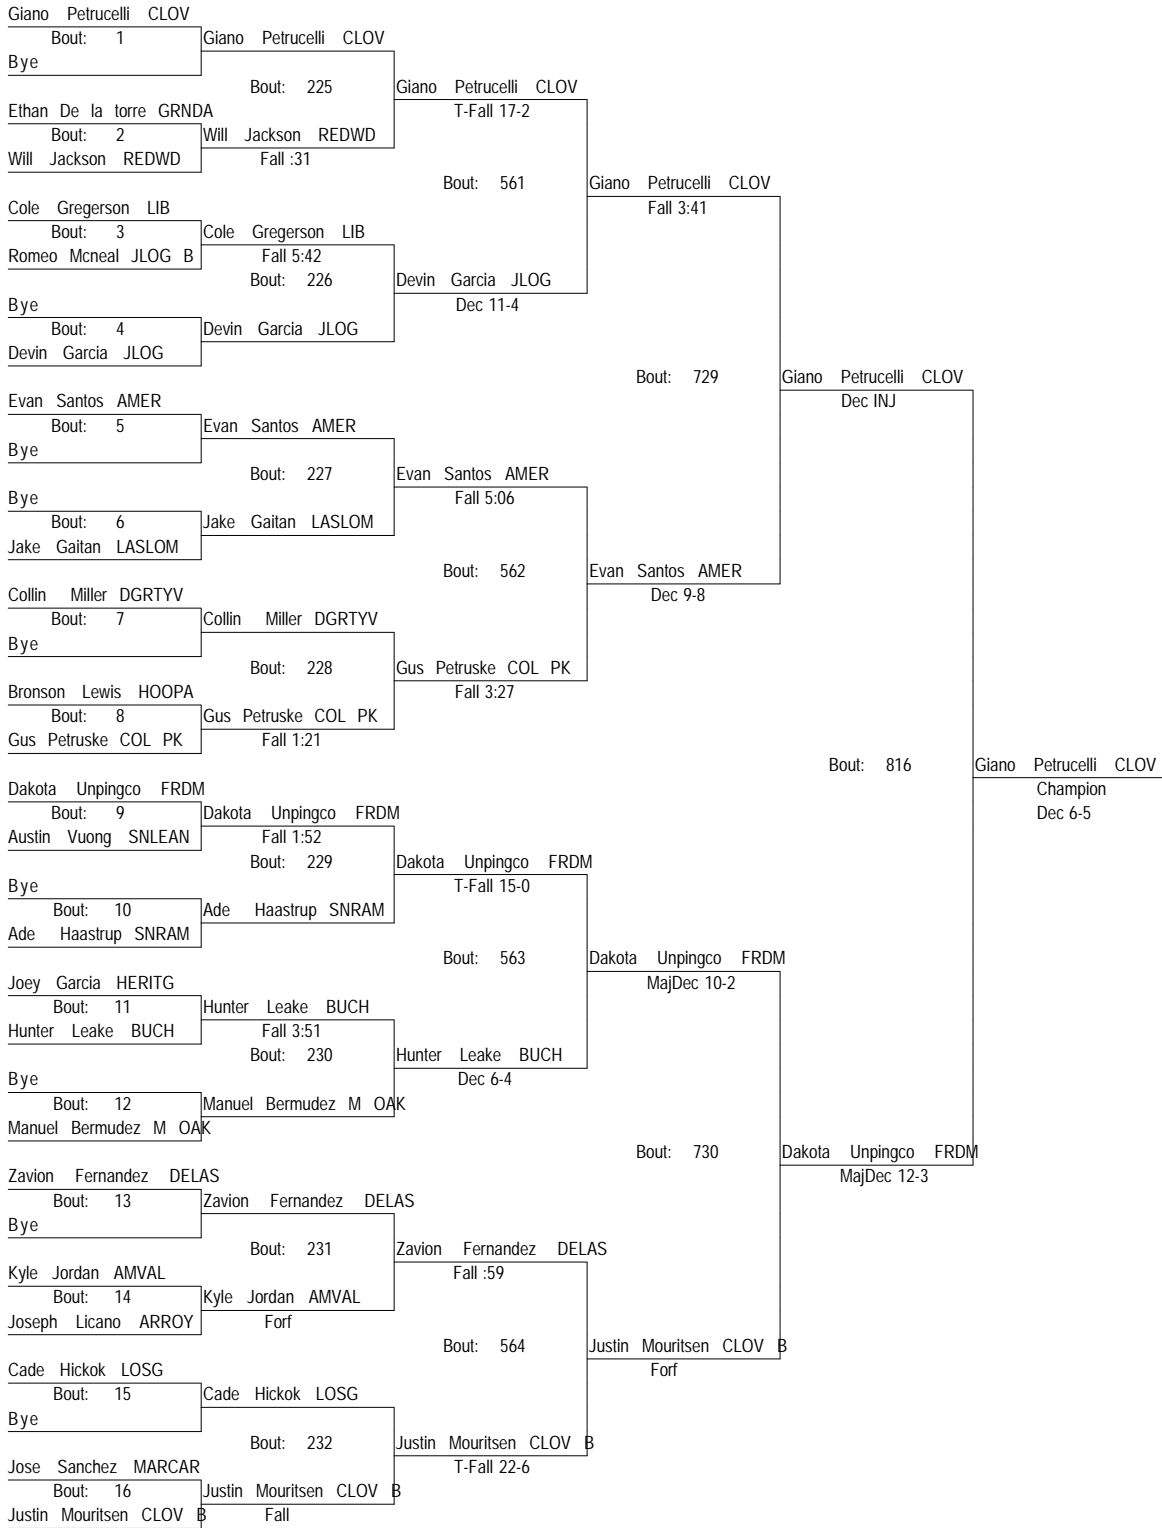 Giano Petrucelli CLOV
Bout: 1
Giano Petrucelli CLOV
Bye
Bout: 225
Giano Petrucelli CLOV
T-Fall 17-2
Ethan De la torre GRNDA
Bout: 2
Will Jackson REDWD
Will Jackson REDWD
Fall :31
Bout: 561
Giano Petrucelli CLOV
Fall 3:41
Cole Gregerson LIB
Bout: 3
Cole Gregerson LIB
Romeo Mcneal JLOG B
Fall 5:42
Bout: 226
Devin Garcia JLOG
Dec 11-4
Bye
Bout: 4
Devin Garcia JLOG
Devin Garcia JLOG
Bout: 729
Giano Petrucelli CLOV
Dec INJ
Evan Santos AMER
Bout: 5
Evan Santos AMER
Bye
Bout: 227
Evan Santos AMER
Fall 5:06
Bye
Bout: 6
Jake Gaitan LASLOM
Jake Gaitan LASLOM
Bout: 562
Evan Santos AMER
Dec 9-8
Collin Miller DGRTYV
Bout: 7
Collin Miller DGRTYV
Bye
Bout: 228
Gus Petruske COL PK
Fall 3:27
Bronson Lewis HOOPA
Bout: 8
Gus Petruske COL PK
Gus Petruske COL PK
Fall 1:21
Bout: 816
Giano Petrucelli CLOV
Champion
Dec 6-5
Dakota Unpingco FRDM
Bout: 9
Dakota Unpingco FRDM
Austin Vuong SNLEAN
Fall 1:52
Bout: 229
Dakota Unpingco FRDM
T-Fall 15-0
Bye
Bout: 10
Ade Haastrup SNRAM
Ade Haastrup SNRAM
Bout: 563
Dakota Unpingco FRDM
MajDec 10-2
Joey Garcia HERITG
Bout: 11
Hunter Leake BUCH
Hunter Leake BUCH
Fall 3:51
Bout: 230
Hunter Leake BUCH
Dec 6-4
Bye
Bout: 12
Manuel Bermudez M OAK
Manuel Bermudez M OAK
Bout: 730
Dakota Unpingco FRDM
MajDec 12-3
Zavion Fernandez DELAS
Bout: 13
Zavion Fernandez DELAS
Bye
Bout: 231
Zavion Fernandez DELAS
Fall :59
Kyle Jordan AMVAL
Bout: 14
Kyle Jordan AMVAL
Joseph Licano ARROY
Forf
Bout: 564
Justin Mouritsen CLOV B
Forf
Cade Hickok LOSG
Bout: 15
Cade Hickok LOSG
Bye
Bout: 232
Justin Mouritsen CLOV B
T-Fall 22-6
Jose Sanchez MARCAR
Bout: 16
Justin Mouritsen CLOV B
Justin Mouritsen CLOV B
Fall